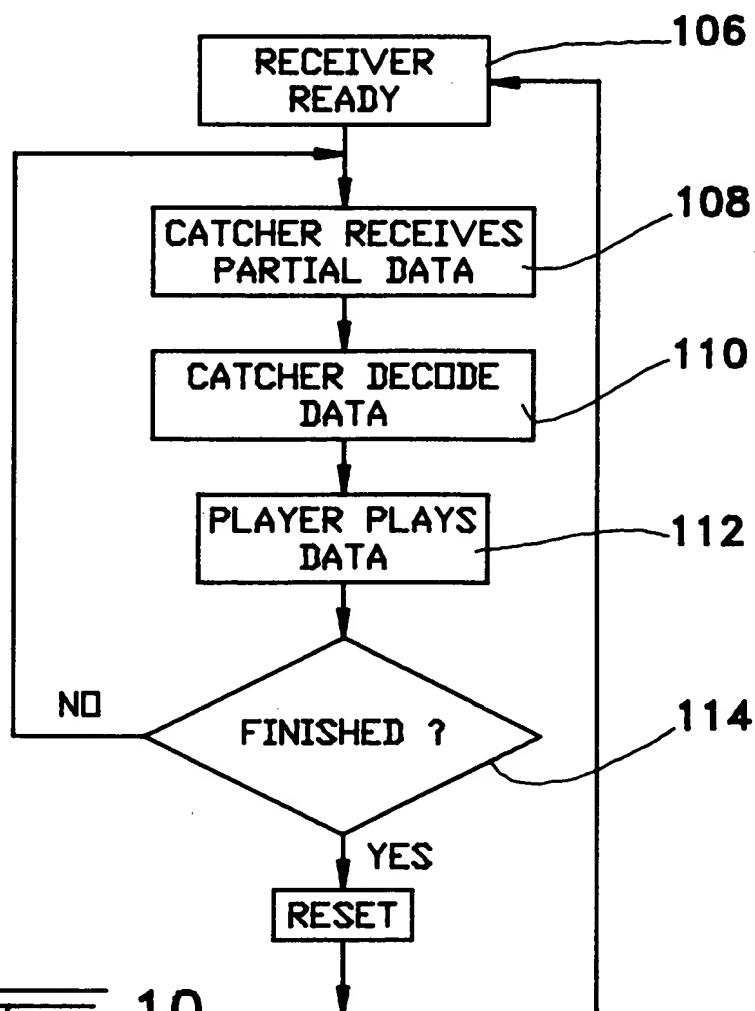 106
RECEIVER
READY
108
CATCHER RECEIVES
PARTIAL DATA
110
CATCHER DECODE
DATA
PLAYER PLAYS
DATA
112
NO
FINISHED ?
114
YES
RESET
10